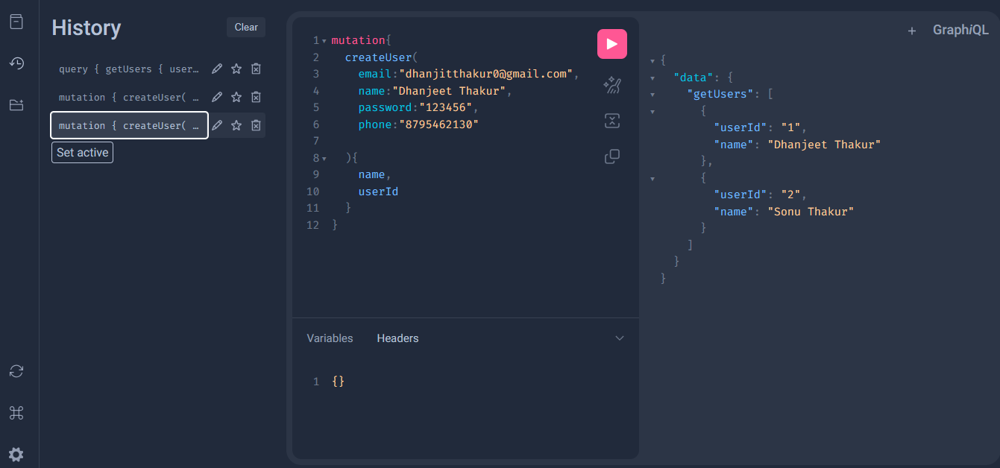 History
Clear
query { getUsers { user…
mutation { createUser( …
mutation { createUser( …
Set active
1 mutation{
2 createUser(
3 email:"dhanjitthakur0@gmail.com",
4 name:"Dhanjeet Thakur",
5 password:"123456",
6 phone:"8795462130"
7
8 ){
9 name,
10 userId
11 }
12 }
Variables Headers
1 {}
+ GraphiQL
{
"data": {
"getUsers": [
{
"userId": "1",
"name": "Dhanjeet Thakur"
},
{
"userId": "2",
"name": "Sonu Thakur"
}
]
}
}